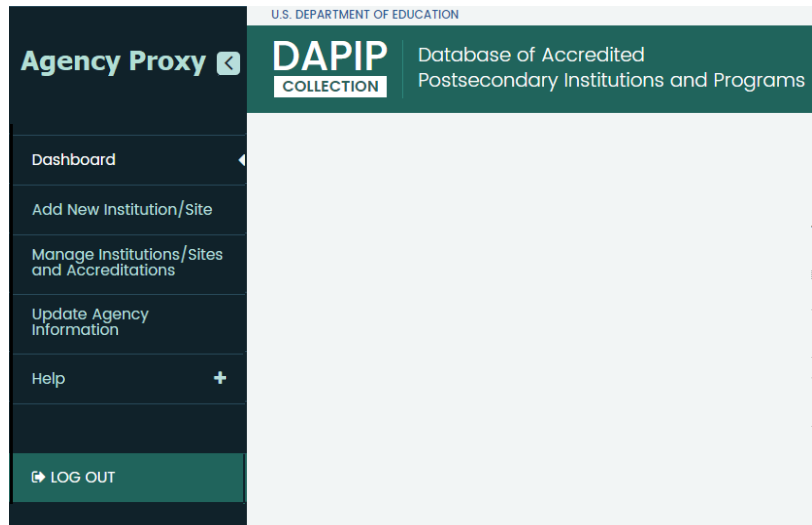 U.S. DEPARTMENT OF EDUCATION
Agency Proxy
DAPIP
COLLECTION
Database of Accredited
Postsecondary Institutions and Programs
Dashboard
Add New Institution/Site
Manage Institutions/Sites
and Accreditations
Update Agency
Information
Help
LOG OUT